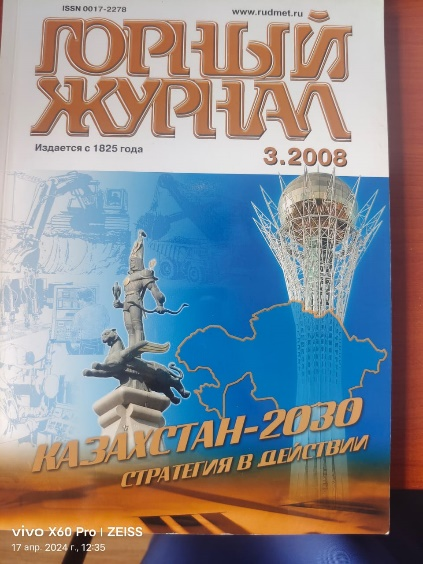 ISSN 0017-2278
www.rudmet.ru
ГОРНЫЙ
ЖУРНАЛ
Издается с 1825 года
3.2008
КАЗАХСТАН-2030
СТРАТЕГИЯ В ДЕЙСТВИИ
vivo X60 Pro | ZEISS
17 апр. 2024 г., 12:35